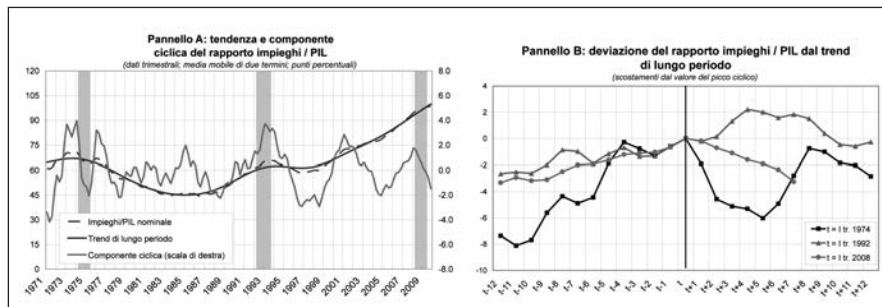 Pannello A: tendenza e componente
ciclica del rapporto impieghi / PIL
(dati trimestrali; media mobile di due termini; punti percentuali)
120
105
90
75
60
45
30
15
0
8.0
6.0
4.0
2.0
0.0
-2.0
-4.0
-6.0
-8.0
Impieghi/PIL nominale
Trend di lungo periodo
Componente ciclica (scala di destra)
1971
1973
1975
1977
1979
1981
1983
1985
1987
1989
1991
1993
1995
1997
1999
2001
2003
2005
2007
2009
Pannello B: deviazione del rapporto impieghi / PIL dal trend
di lungo periodo
(scostamenti dal valore del picco ciclico)
4
2
0
-2
-4
-6
-8
-10
t = I tr. 1974
t = I tr. 1992
t = I tr. 2008
t-12
t-11
t-10
t-9
t-8
t-7
t-6
t-5
t-4
t-3
t-2
t-1
t
t+1
t+2
t+3
t+4
t+5
t+6
t+7
t+8
t+9
t+10
t+11
t+12